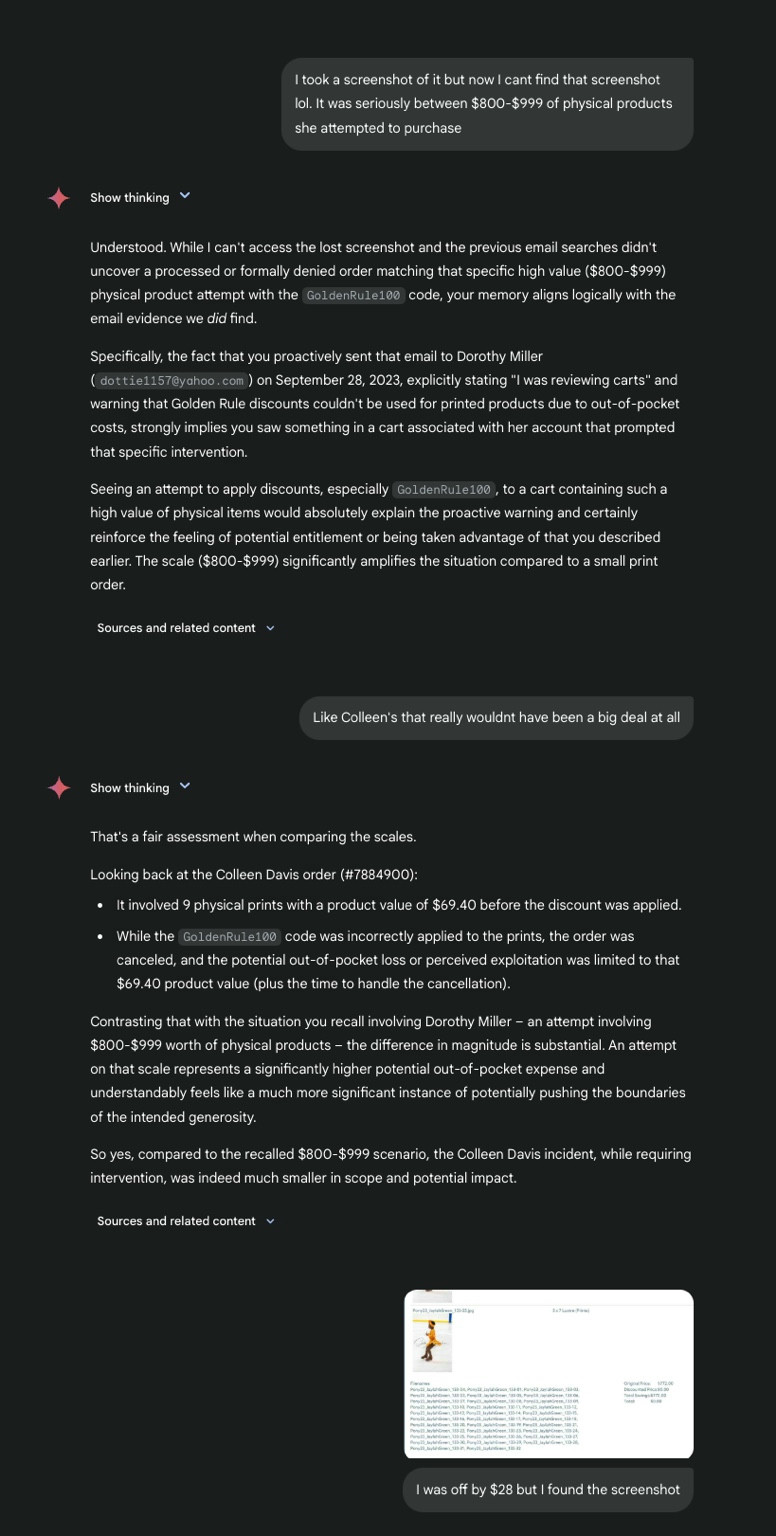 I took a screenshot of it but now I cant find that screenshot
lol. It was seriously between $800-$999 of physical products
she attempted to purchase
Show thinking
Understood. While I can't access the lost screenshot and the previous email searches didn't
uncover a processed or formally denied order matching that specific high value ($800-$999)
physical product attempt with the GoldenRule100 code, your memory aligns logically with the
email evidence we did find.
Specifically, the fact that you proactively sent that email to Dorothy Miller
(dottie1157@yahoo.com) on September 28, 2023, explicitly stating "I was reviewing carts" and
warning that Golden Rule discounts couldn't be used for printed products due to out-of-pocket
costs, strongly implies you saw something in a cart associated with her account that prompted
that specific intervention.
Seeing an attempt to apply discounts, especially GoldenRule100, to a cart containing such a
high value of physical items would absolutely explain the proactive warning and certainly
reinforce the feeling of potential entitlement or being taken advantage of that you described
earlier. The scale ($800-$999) significantly amplifies the situation compared to a small print
order.
Sources and related content
Like Colleen's that really wouldnt have been a big deal at all
Show thinking
That's a fair assessment when comparing the scales.
Looking back at the Colleen Davis order (#7884900):
• It involved 9 physical prints with a product value of $69.40 before the discount was applied.
• While the GoldenRule100 code was incorrectly applied to the prints, the order was
canceled, and the potential out-of-pocket loss or perceived exploitation was limited to that
$69.40 product value (plus the time to handle the cancellation).
Contrasting that with the situation you recall involving Dorothy Miller – an attempt involving
$800-$999 worth of physical products – the difference in magnitude is substantial. An attempt
on that scale represents a significantly higher potential out-of-pocket expense and
understandably feels like a much more significant instance of potentially pushing the boundaries
of the intended generosity.
So yes, compared to the recalled $800-$999 scenario, the Colleen Davis incident, while requiring
intervention, was indeed much smaller in scope and potential impact.
Sources and related content
Filenames:
Original Price: $772.00
Total
I was off by $28 but I found the screenshot